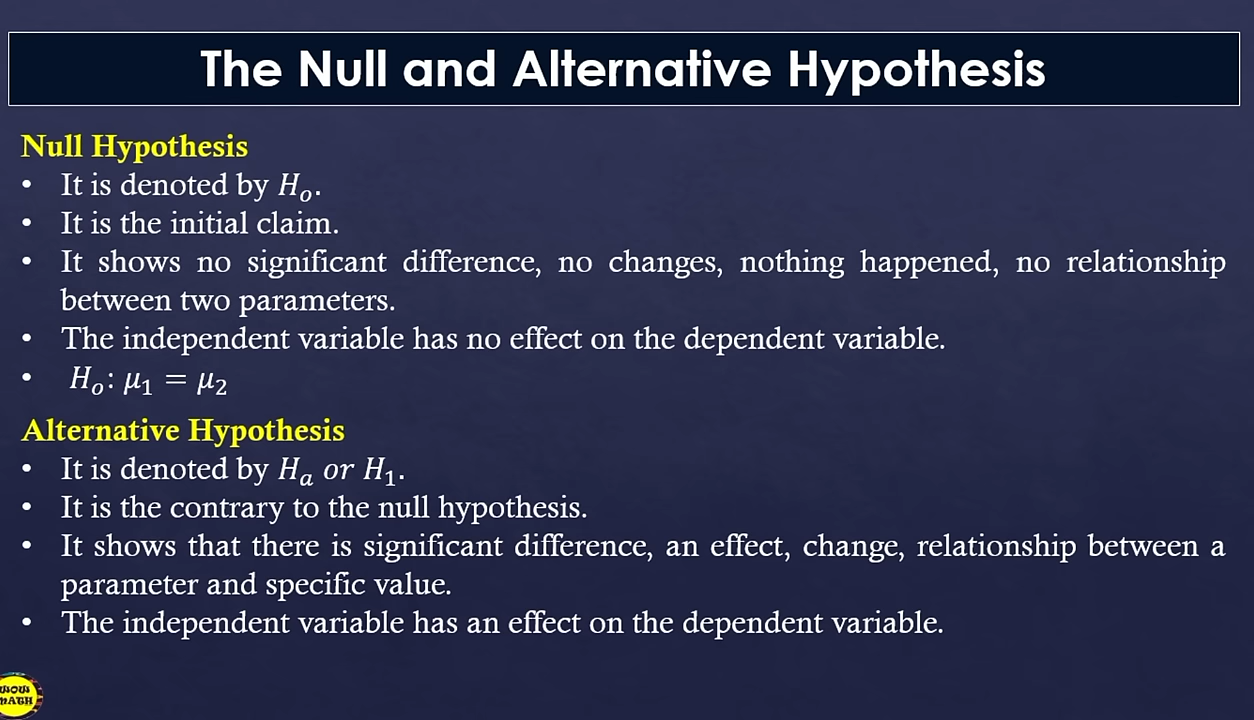 The Null and Alternative Hypothesis
Null Hypothesis
• It is denoted by Hₒ.
• It is the initial claim.
• It shows no significant difference, no changes, nothing happened, no relationship
between two parameters.
• The independent variable has no effect on the dependent variable.
• Hₒ: μ₁ = μ₂
Alternative Hypothesis
• It is denoted by Hₐ or H₁.
• It is the contrary to the null hypothesis.
• It shows that there is significant difference, an effect, change, relationship between a
parameter and specific value.
• The independent variable has an effect on the dependent variable.
WOW
MATH